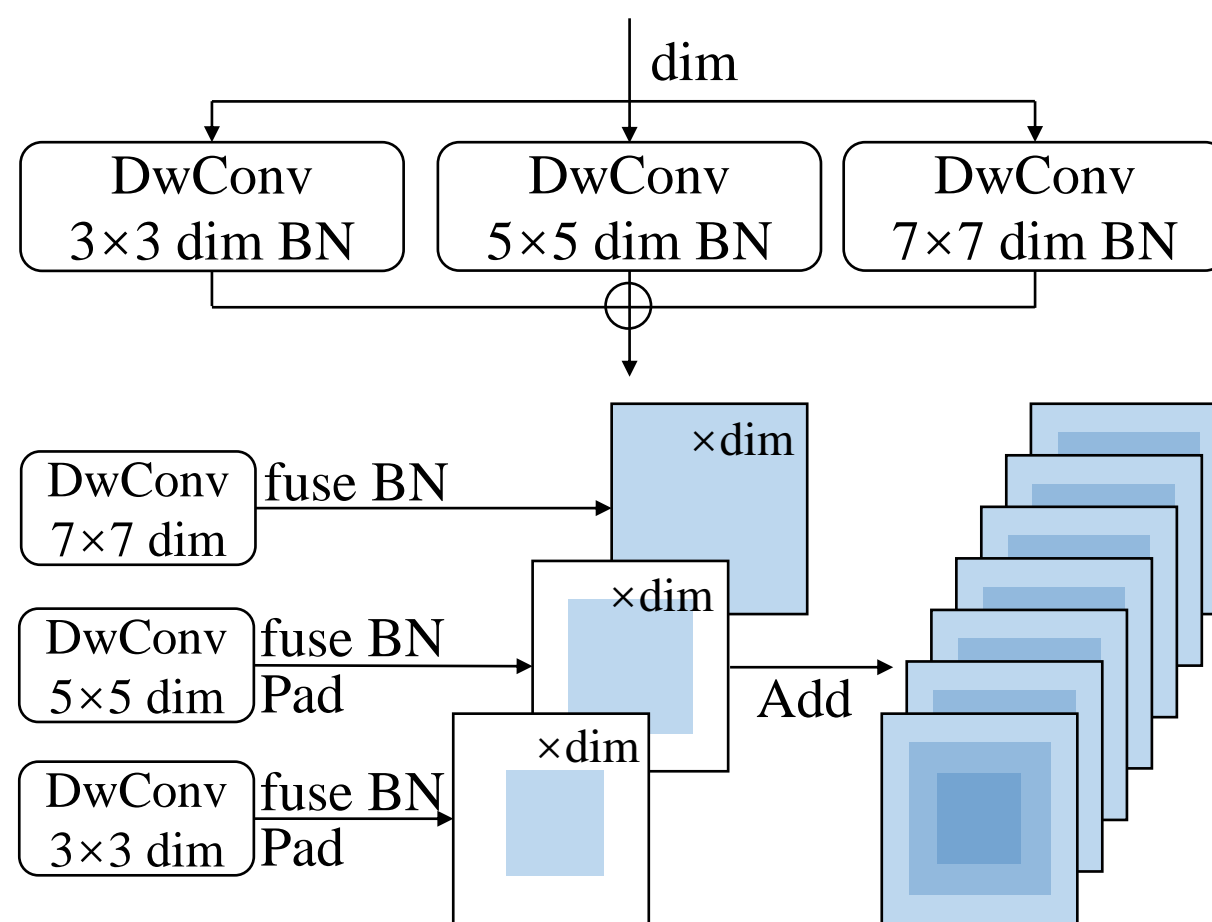 dim
DwConv
3×3 dim BN
DwConv
5×5 dim BN
DwConv
7×7 dim BN
×dim
DwConv
7×7 dim
fuse BN
×dim
DwConv
5×5 dim
fuse BN
Pad
Add
×dim
DwConv
3×3 dim
fuse BN
Pad